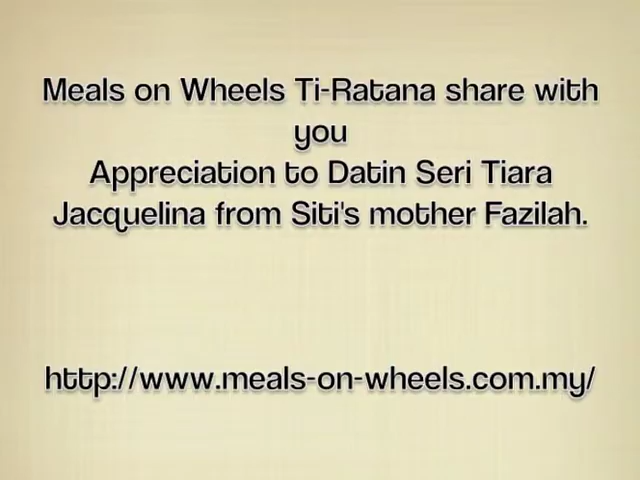 Meals on Wheels Ti-Ratana share with
you
Appreciation to Datin Seri Tiara
Jacquelina from Siti's mother Fazilah.
http://www.meals-on-wheels.com.my/